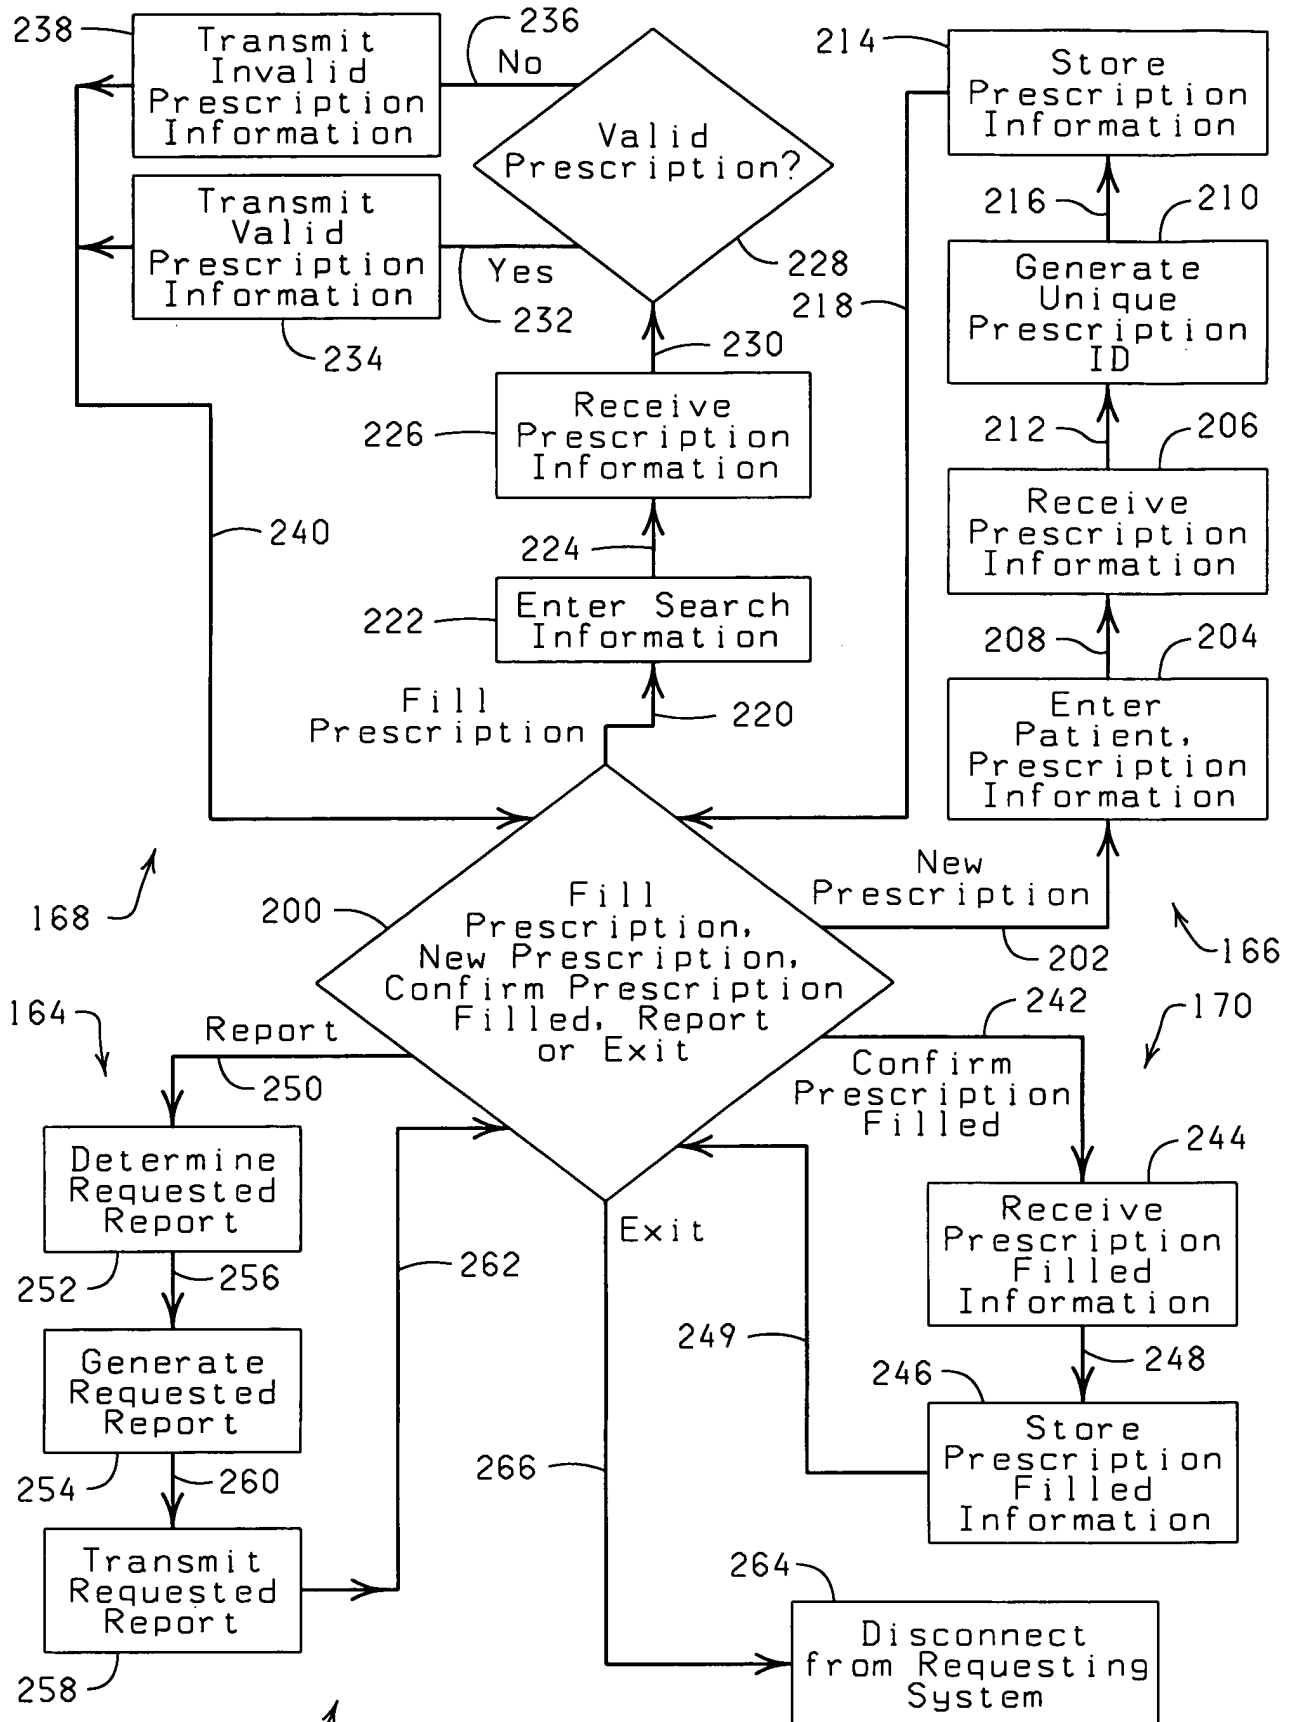 238
Transmit
Invalid
Prescription
Information
236
No
Valid
Prescription?
228
214
Store
Prescription
Information
216
210
Transmit
Valid
Prescription
Information
234
Yes
232
218
Generate
Unique
Prescription
ID
230
226
Receive
Prescription
Information
212
206
Receive
Prescription
Information
240
224
222
Enter Search
Information
208
204
Fill
Prescription
220
Enter
Patient,
Prescription
Information
168
200
Fill
Prescription,
New Prescription,
Confirm Prescription
Filled, Report
or Exit
New
Prescription
202
166
164
Report
250
242
170
Confirm
Prescription
Filled
Determine
Requested
Report
252
256
262
Exit
244
Receive
Prescription
Filled
Information
249
248
Generate
Requested
Report
254
260
266
246
Store
Prescription
Filled
Information
Transmit
Requested
Report
258
264
Disconnect
from Requesting
System